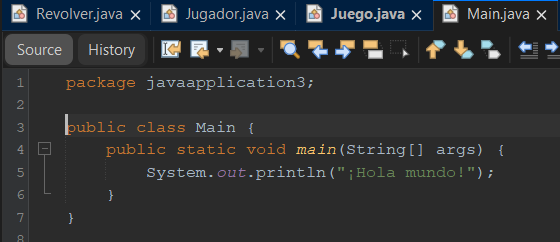 Revolver.java × Jugador.java × Juego.java × Main.java ×
Source History
1 package javaapplication3;
2
3 public class Main {
4 public static void main(String[] args) {
5 System.out.println("¡Hola mundo!");
6 }
7 }
8